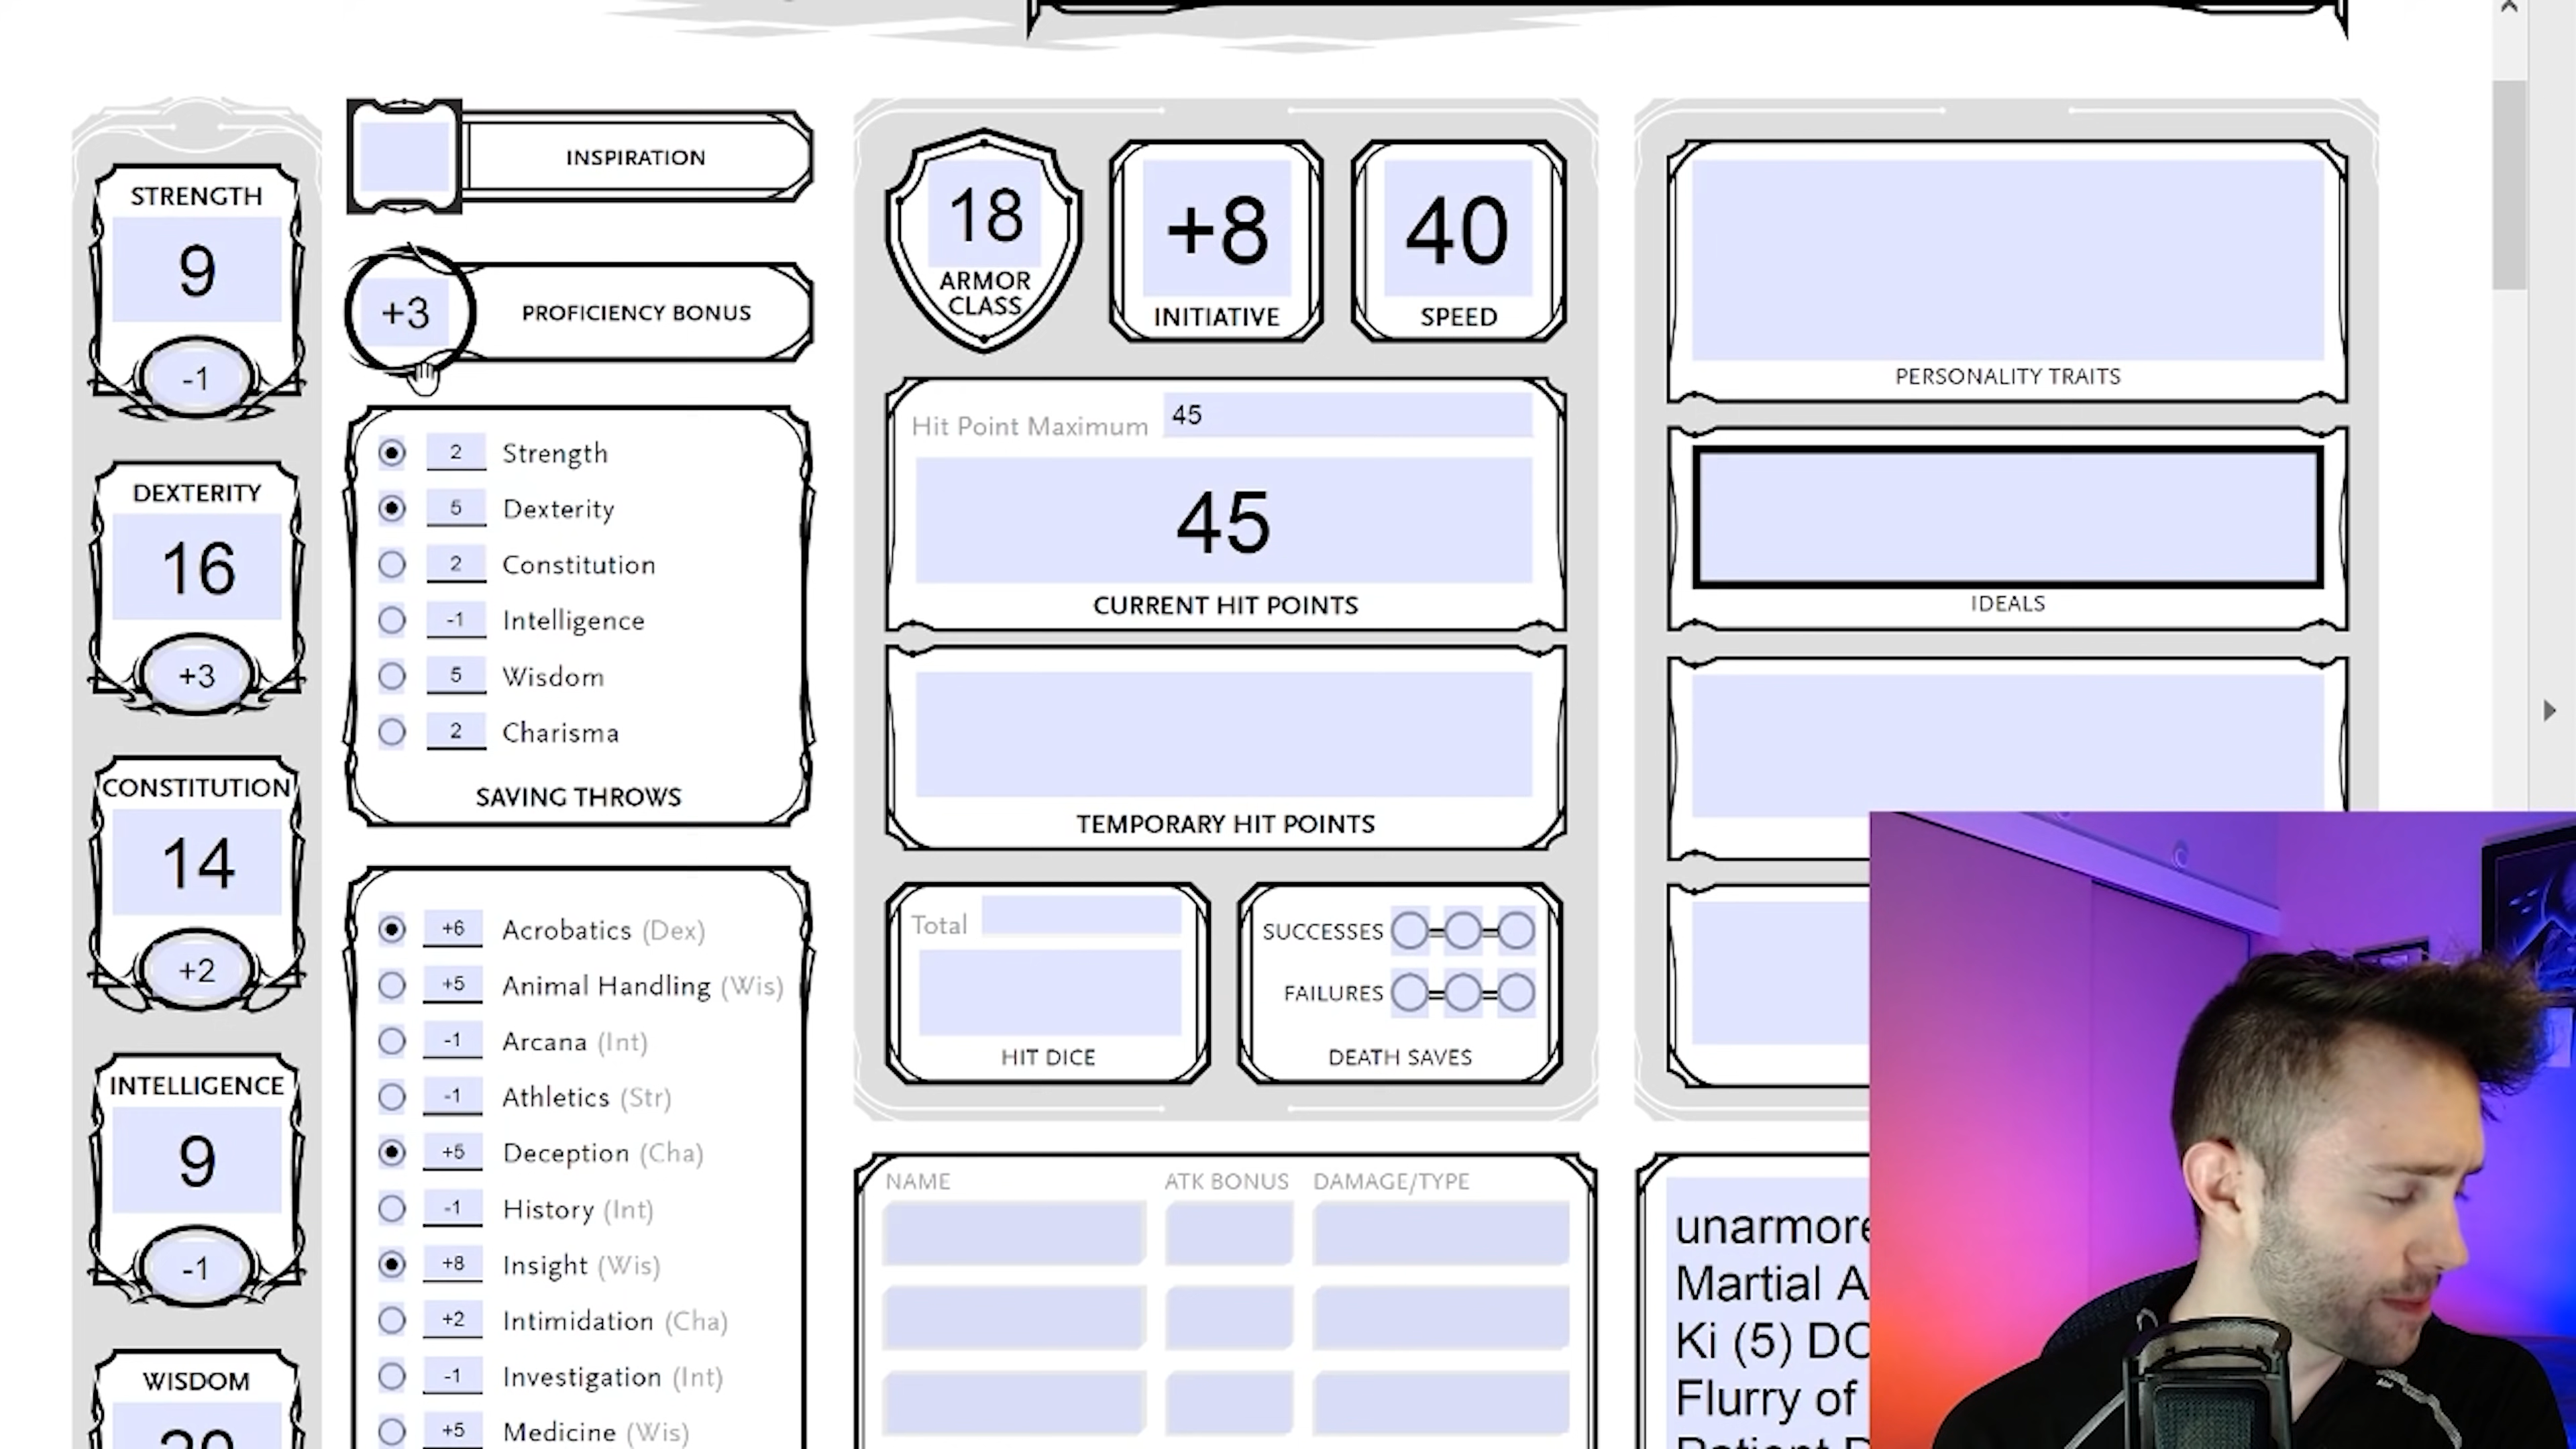 STRENGTH
9
-1
DEXTERITY
16
+3
CONSTITUTION
14
+2
INTELLIGENCE
9
-1
WISDOM
20
INSPIRATION
+3
PROFICIENCY BONUS
2 Strength
5 Dexterity
2 Constitution
-1 Intelligence
5 Wisdom
2 Charisma
SAVING THROWS
+6 Acrobatics (Dex)
+5 Animal Handling (Wis)
-1 Arcana (Int)
-1 Athletics (Str)
+5 Deception (Cha)
-1 History (Int)
+8 Insight (Wis)
+2 Intimidation (Cha)
-1 Investigation (Int)
+5 Medicine (Wis)
18
ARMOR
CLASS
+8
INITIATIVE
40
SPEED
Hit Point Maximum 45
45
CURRENT HIT POINTS
TEMPORARY HIT POINTS
Total
HIT DICE
SUCCESSES
FAILURES
DEATH SAVES
NAME ATK BONUS DAMAGE/TYPE
PERSONALITY TRAITS
IDEALS
unarmore
Martial A
Ki (5) DC
Flurry of